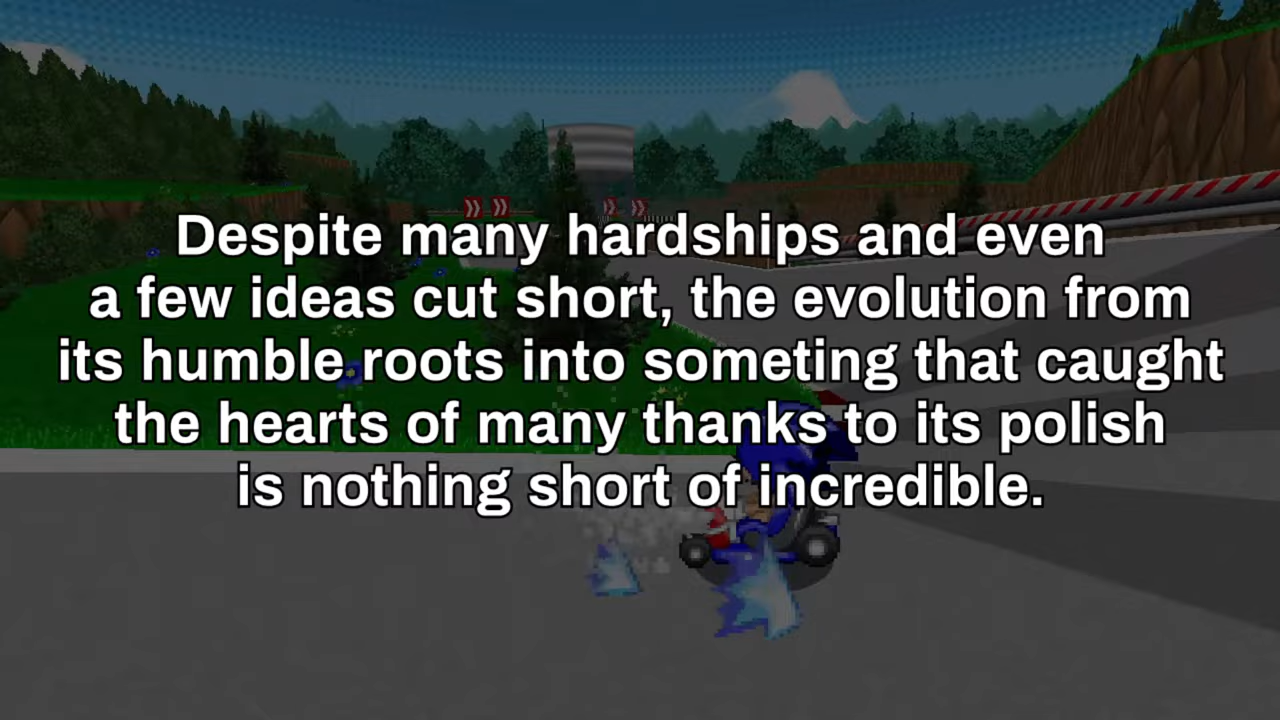 Despite many hardships and even
a few ideas cut short, the evolution from
its humble roots into someting that caught
the hearts of many thanks to its polish
is nothing short of incredible.